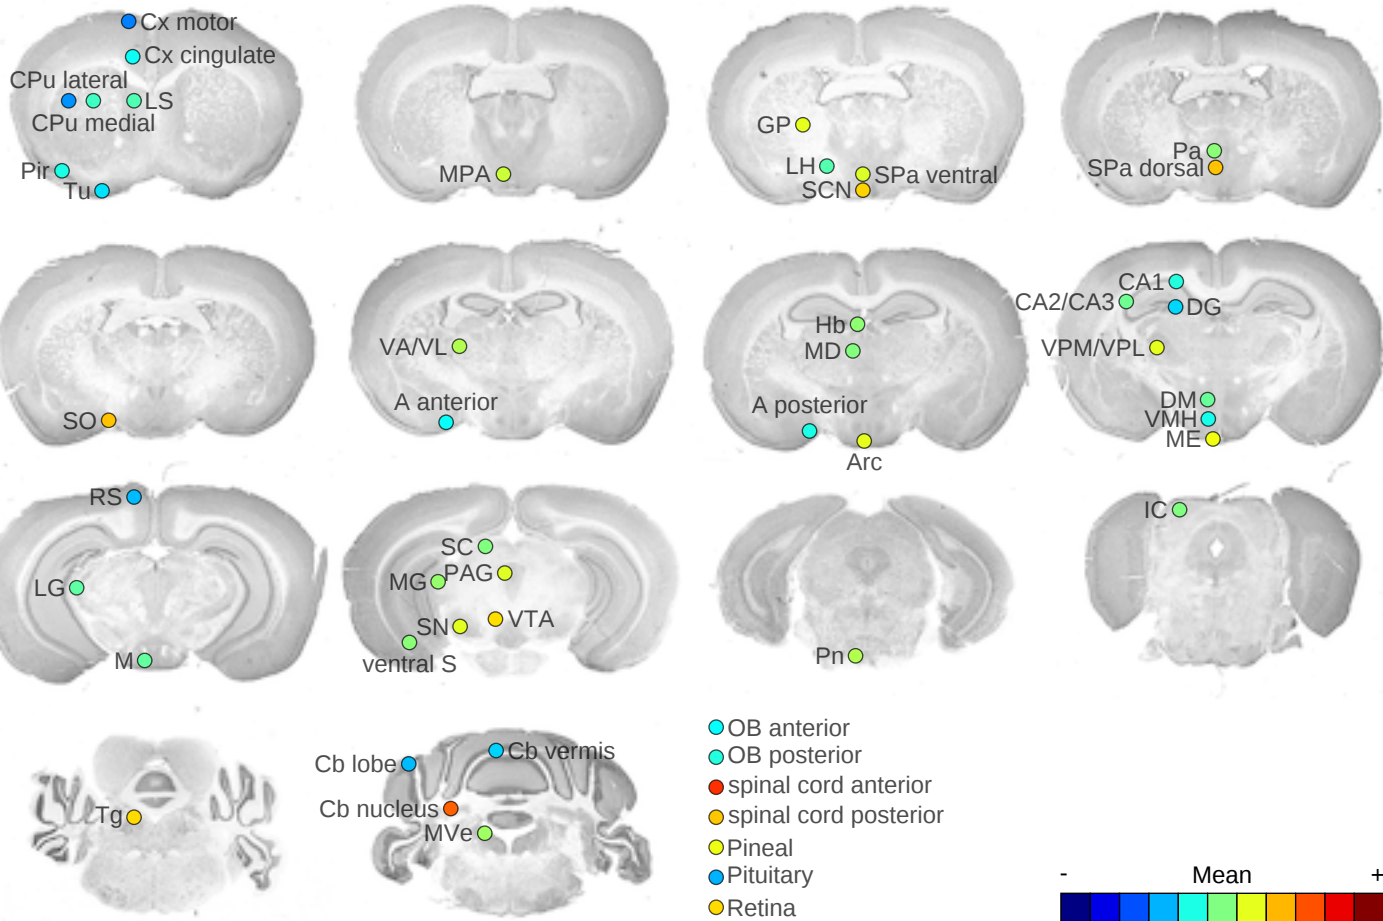 Cx motor
Cx cingulate
CPu lateral
LS
CPu medial
Pir
Tu
MPA
GP
LH
SPa ventral
SCN
Pa
SPa dorsal
SO
VA/VL
A anterior
Hb
MD
A posterior
Arc
CA1
CA2/CA3
DG
VPM/VPL
DM
VMH
ME
RS
LG
M
SC
MG
PAG
SN
VTA
ventral S
Pn
IC
Tg
Cb lobe
Cb vermis
Cb nucleus
MVe
OB anterior
OB posterior
spinal cord anterior
spinal cord posterior
Pineal
Pituitary
Retina
- Mean +